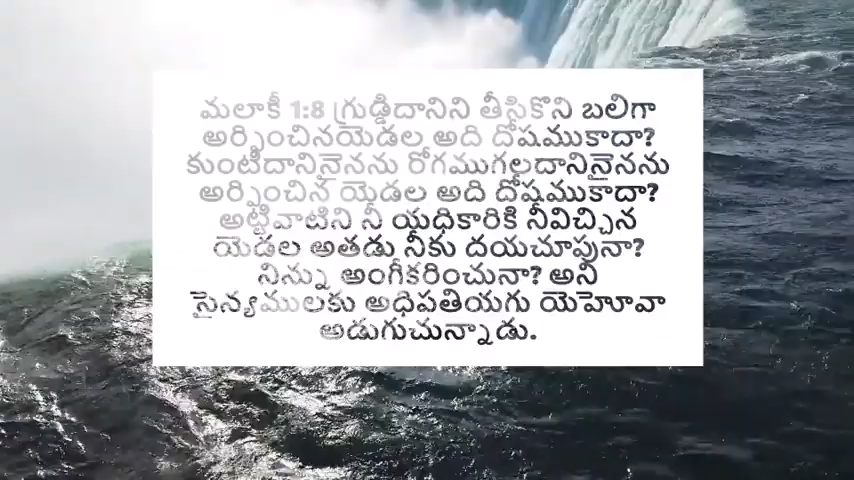 మలాకీ 1:8 గ్రుడ్డిదానిని తీసికొని బలిగా
అర్పించినయెడల అది దోషముకాదా?
కుంటిదానినైనను రోగముగలదానినైనను
అర్పించిన యెడల అది దోషముకాదా?
అట్టివాటిని నీ యధికారికి నీవిచ్చిన
యెడల అతడు నీకు దయచూపునా?
నిన్ను అంగీకరించునా? అని
సైన్యములకు అధిపతియగు యెహోవా
అడుగుచున్నాడు.